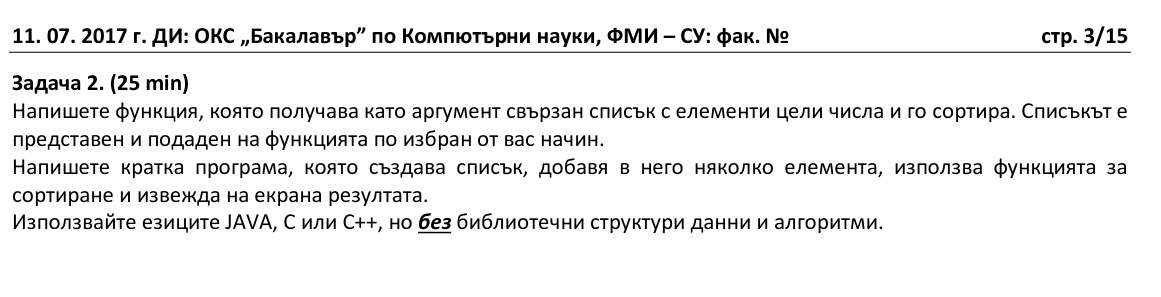 11. 07. 2017 г. ДИ: ОКС „Бакалавър” по Компютърни науки, ФМИ – СУ: фак. № стр. 3/15
Задача 2. (25 min)
Напишете функция, която получава като аргумент свързан списък с елементи цели числа и го сортира. Списъкът е
представен и подаден на функцията по избран от вас начин.
Напишете кратка програма, която създава списък, добавя в него няколко елемента, използва функцията за
сортиране и извежда на екрана резултата.
Използвайте езиците JAVA, C или C++, но без библиотечни структури данни и алгоритми.